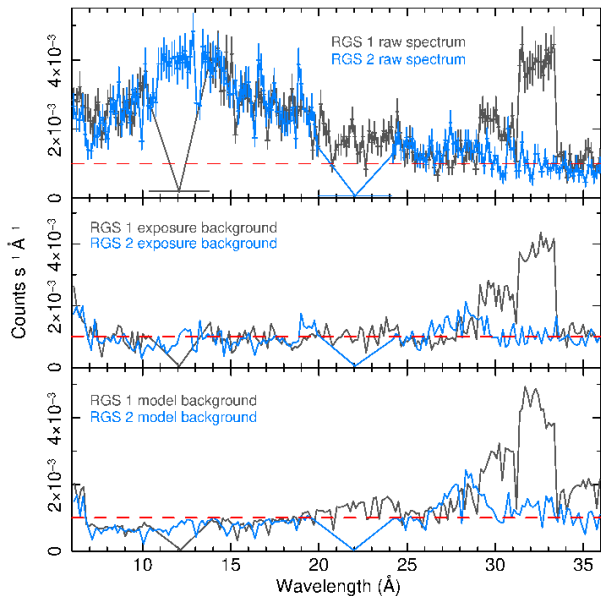 RGS 1 raw spectrum
RGS 2 raw spectrum
0
2×10⁻³
4×10⁻³
RGS 1 exposure background
RGS 2 exposure background
0
2×10⁻³
4×10⁻³
RGS 1 model background
RGS 2 model background
0
2×10⁻³
4×10⁻³
Counts s⁻¹ Å⁻¹
10 15 20 25 30 35
Wavelength (Å)